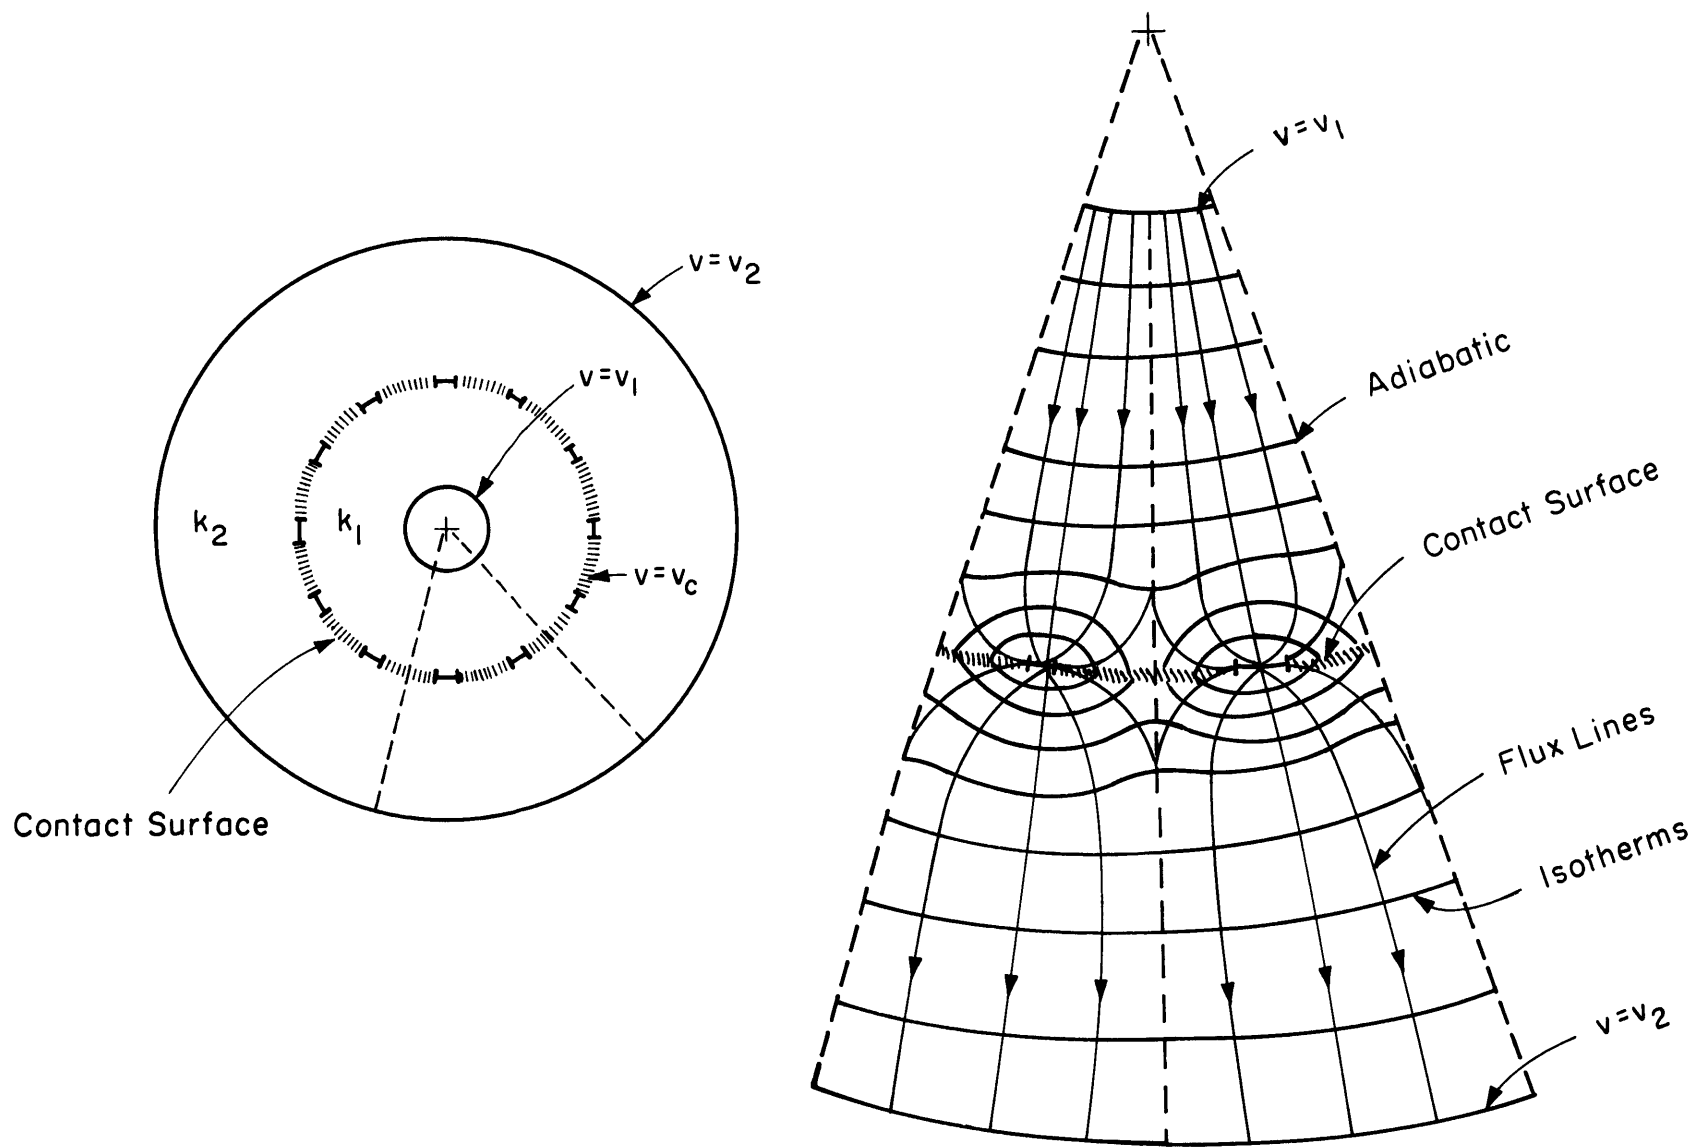 v=v2
v=v1
k2
k1
v=vc
Contact Surface
v=v1
Adiabatic
Contact Surface
Flux Lines
Isotherms
v=v2